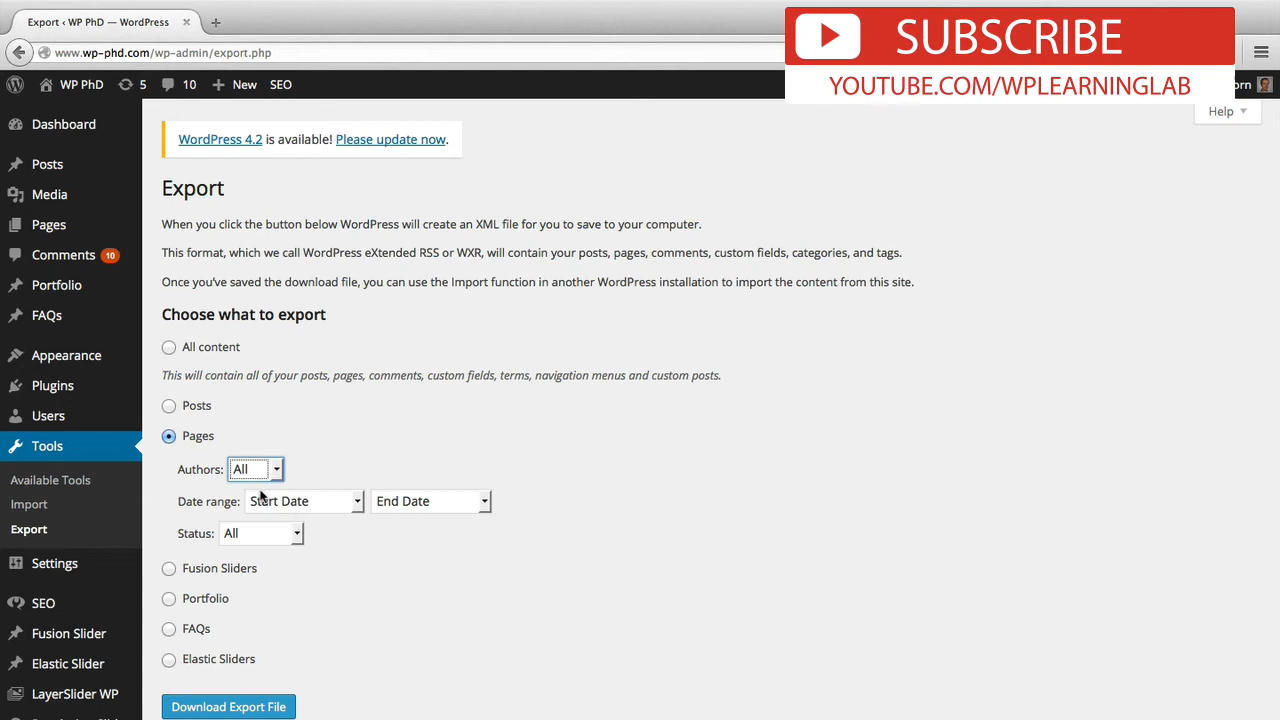 Export ‹ WP PhD — WordPress
www.wp-phd.com/wp-admin/export.php
SUBSCRIBE
YOUTUBE.COM/WPLEARNINGLAB
WP PhD 5 10 New SEO
Help
Dashboard
Posts
Media
Pages
Comments 10
Portfolio
FAQs
Appearance
Plugins
Users
Tools
Available Tools
Import
Export
Settings
SEO
Fusion Slider
Elastic Slider
LayerSlider WP
WordPress 4.2 is available! Please update now.
Export
When you click the button below WordPress will create an XML file for you to save to your computer.
This format, which we call WordPress eXtended RSS or WXR, will contain your posts, pages, comments, custom fields, categories, and tags.
Once you've saved the download file, you can use the Import function in another WordPress installation to import the content from this site.
Choose what to export
All content
This will contain all of your posts, pages, comments, custom fields, terms, navigation menus and custom posts.
Posts
Pages
Authors: All
Date range: Start Date End Date
Status: All
Fusion Sliders
Portfolio
FAQs
Elastic Sliders
Download Export File